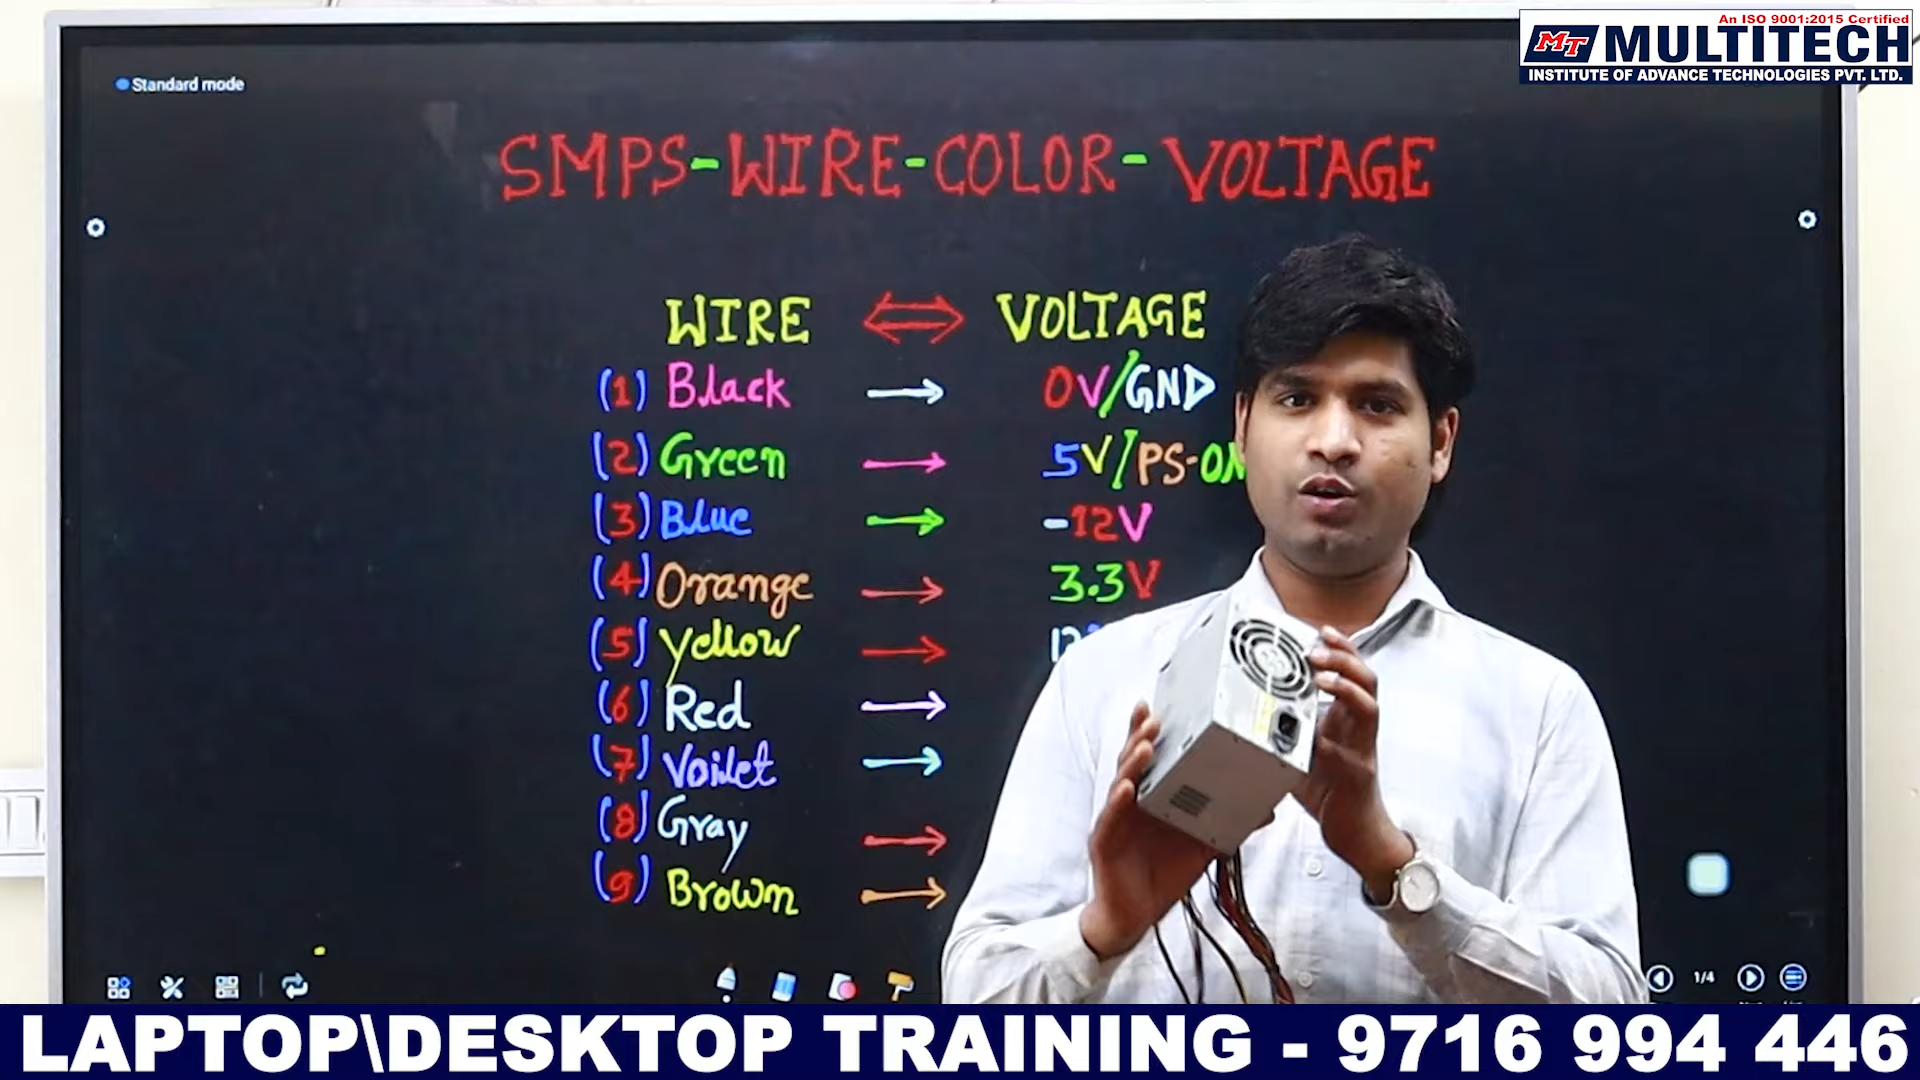 An ISO 9001:2015 Certified
MT MULTITECH
INSTITUTE OF ADVANCE TECHNOLOGIES PVT. LTD.
Standard mode
SMPS-WIRE-COLOR-VOLTAGE
WIRE ⇔ VOLTAGE
(1) Black → 0V/GND
(2) Green → 5V/PS-ON
(3) Blue → -12V
(4) Orange → 3.3V
(5) Yellow → 12
(6) Red →
(7) Voilet →
(8) Gray →
(9) Brown →
1/4
LAPTOP\DESKTOP TRAINING - 9716 994 446